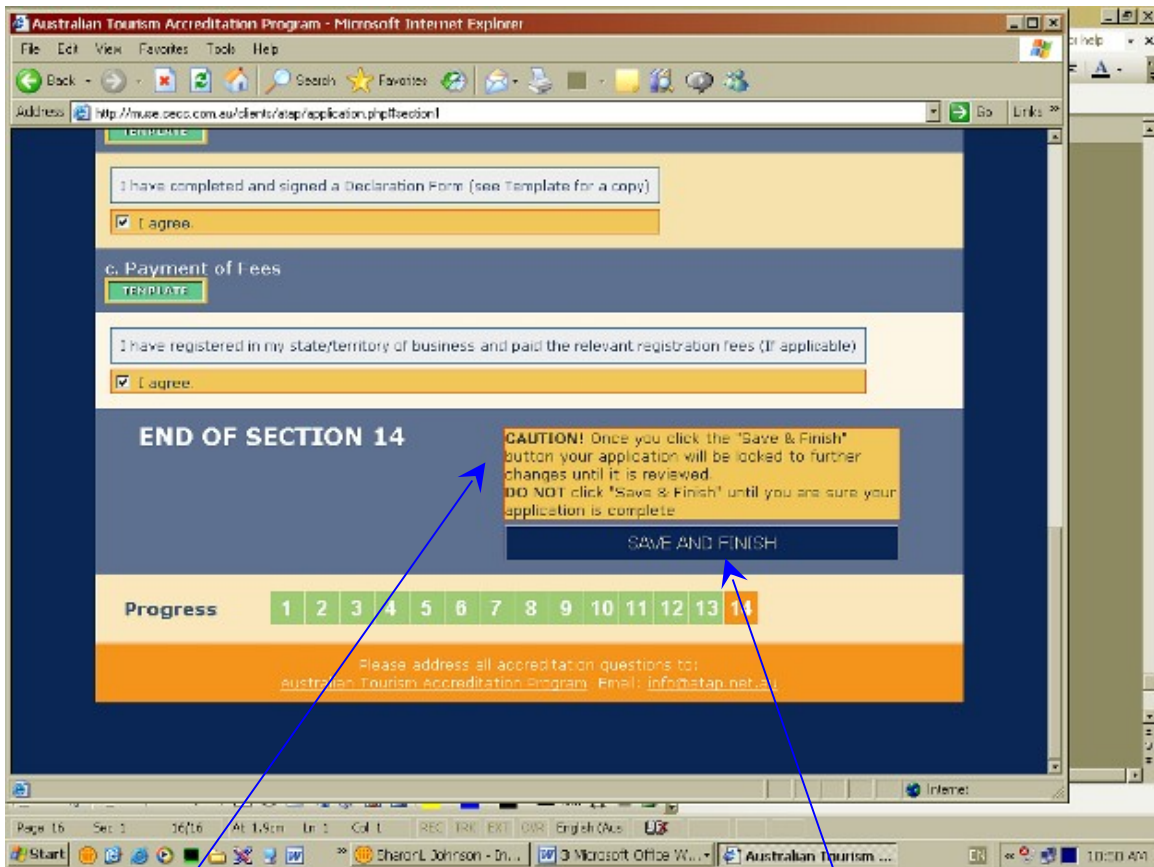 Australian Tourism Accreditation Program - Microsoft Internet Explorer
File Edit View Favorites Tools Help
Back Search Favorites
Address http://muse.cecc.com.au/clients/atap/application.php#section1 Go Links »
TEMPLATE
I have completed and signed a Declaration Form (see Template for a copy)
I agree.
c. Payment of Fees
TEMPLATE
I have registered in my state/territory of business and paid the relevant registration fees (If applicable)
I agree.
END OF SECTION 14
CAUTION! Once you click the "Save & Finish"
button your application will be locked to further
changes until it is reviewed.
DO NOT click "Save & Finish" until you are sure your
application is complete
SAVE AND FINISH
Progress 1 2 3 4 5 6 7 8 9 10 11 12 13 14
Please address all accreditation questions to:
Australian Tourism Accreditation Program Email: info@atap.net.au
Internet
Page 16 Sec 1 16/16 At 1.9cm Ln 1 Col 1 REC TRK EXT OVR English (Aus
Start » Sharon L Johnson - In... 3 Microsoft Office W... Australian Tourism ... « 10:50 AM